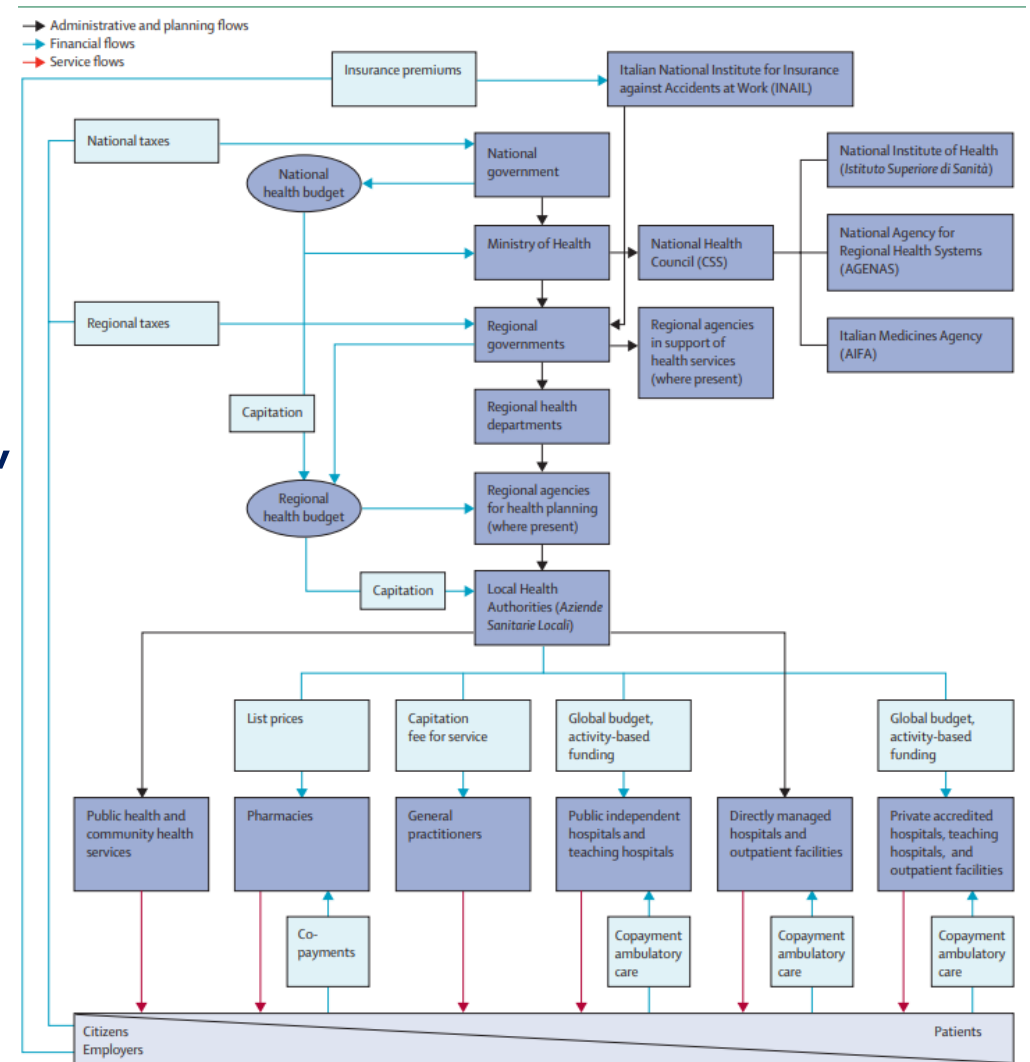 Administrative and planning flows
Financial flows
Service flows
Insurance premiums
Italian National Institute for Insurance
against Accidents at Work (INAIL)
National taxes
National
government
National
health budget
National Institute of Health
(Istituto Superiore di Sanità)
Ministry of Health
National Health
Council (CSS)
National Agency for
Regional Health Systems
(AGENAS)
Regional taxes
Regional
governments
Regional agencies
in support of
health services
(where present)
Italian Medicines Agency
(AIFA)
Capitation
Regional health
departments
Regional
health budget
Regional agencies
for health planning
(where present)
Capitation
Local Health
Authorities (Aziende
Sanitarie Locali)
List prices
Capitation
fee for service
Global budget,
activity-based
funding
Global budget,
activity-based
funding
Public health and
community health
services
Pharmacies
General
practitioners
Public independent
hospitals and
teaching hospitals
Directly managed
hospitals and
outpatient facilities
Private accredited
hospitals, teaching
hospitals, and
outpatient facilities
Co-
payments
Copayment
ambulatory
care
Copayment
ambulatory
care
Copayment
ambulatory
care
Citizens
Employers
Patients